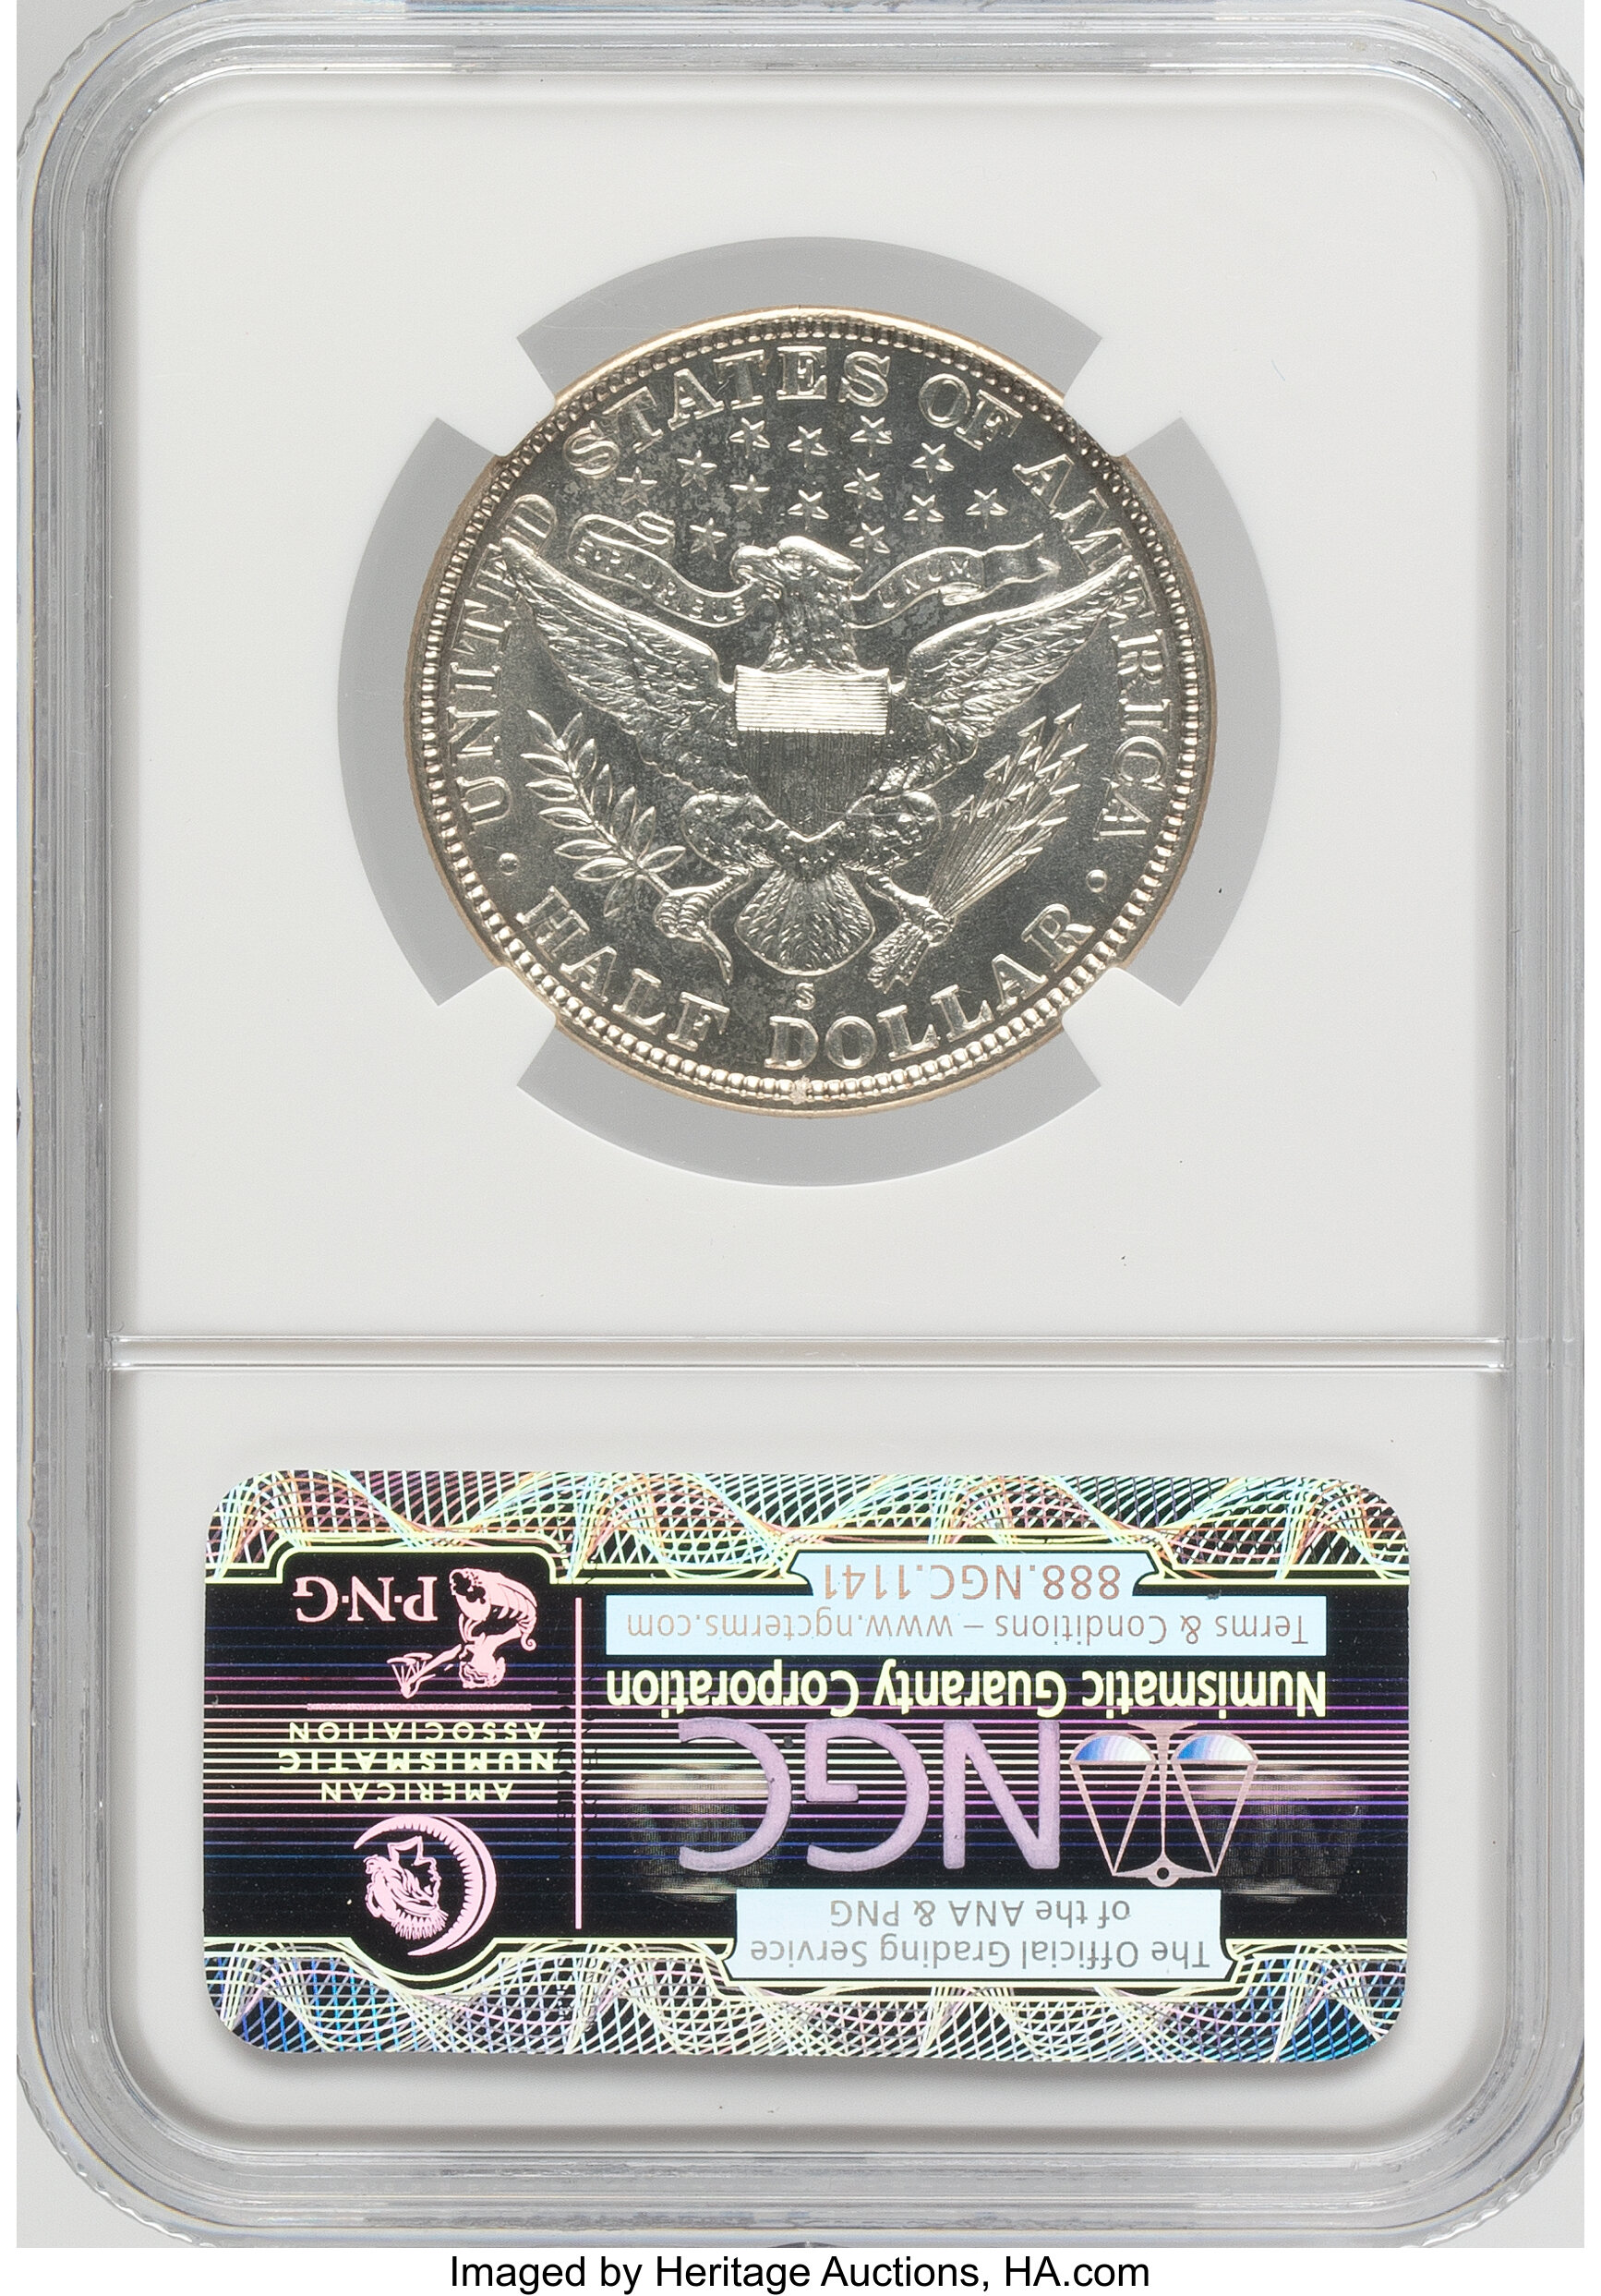 UNITED STATES OF AMERICA
E·PLURIBUS UNUM
S
HALF DOLLAR
The Official Grading Service
of the ANA & PNG
NGC
Numismatic Guaranty Corporation
Terms & Conditions – www.ngcterms.com
888.NGC.1141
AMERICAN
NUMISMATIC
ASSOCIATION
P·N·G
Imaged by Heritage Auctions, HA.com